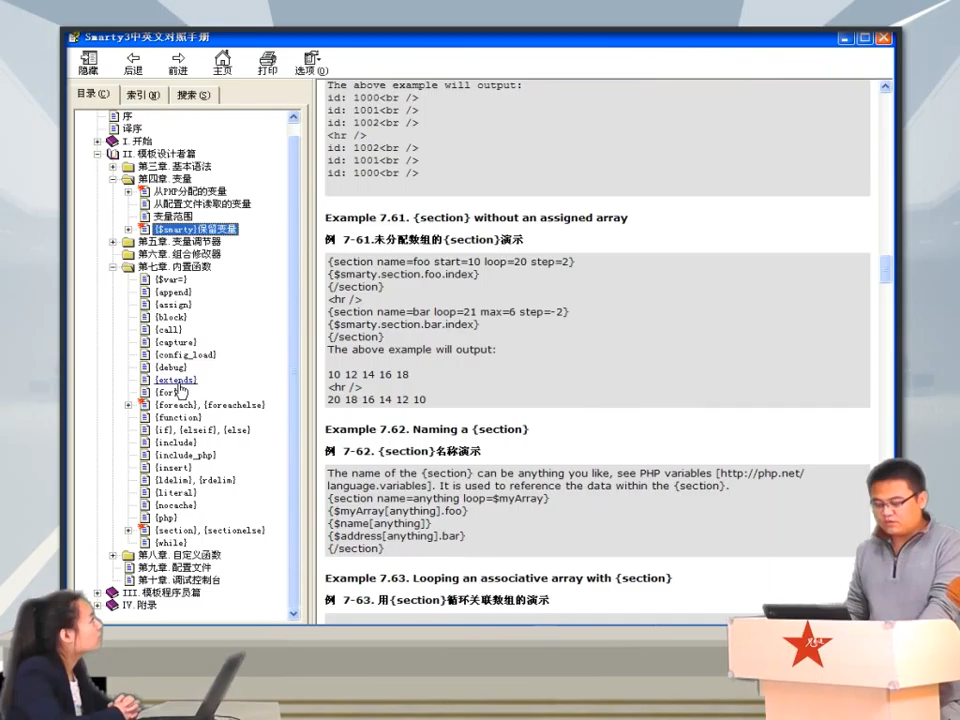 Smarty3中英文对照手册
隐藏 后退 前进 主页 打印 选项(O)
目录(C) 索引(N) 搜索(S)
序
译序
I.开始
II.模板设计者篇
第三章.基本语法
第四章.变量
从PHP分配的变量
从配置文件读取的变量
变量范围
{$smarty}保留变量
第五章.变量调节器
第六章.组合修改器
第七章.内置函数
{$var=}
{append}
{assign}
{block}
{call}
{capture}
{config_load}
{debug}
{extends}
{for}
{foreach},{foreachelse}
{function}
{if},{elseif},{else}
{include}
{include_php}
{insert}
{ldelim},{rdelim}
{literal}
{nocache}
{php}
{section},{sectionelse}
{while}
第八章.自定义函数
第九章.配置文件
第十章.调试控制台
III.模板程序员篇
IV.附录
The above example will output:
id: 1000<br />
id: 1001<br />
id: 1002<br />
<hr />
id: 1002<br />
id: 1001<br />
id: 1000<br />
Example 7.61. {section} without an assigned array
例 7-61.未分配数组的{section}演示
{section name=foo start=10 loop=20 step=2}
{$smarty.section.foo.index}
{/section}
<hr />
{section name=bar loop=21 max=6 step=-2}
{$smarty.section.bar.index}
{/section}
The above example will output:
10 12 14 16 18
<hr />
20 18 16 14 12 10
Example 7.62. Naming a {section}
例 7-62. {section}名称演示
The name of the {section} can be anything you like, see PHP variables [http://php.net/
language.variables]. It is used to reference the data within the {section}.
{section name=anything loop=$myArray}
{$myArray[anything].foo}
{$name[anything]}
{$address[anything].bar}
{/section}
Example 7.63. Looping an associative array with {section}
例 7-63. 用{section}循环关联数组的演示